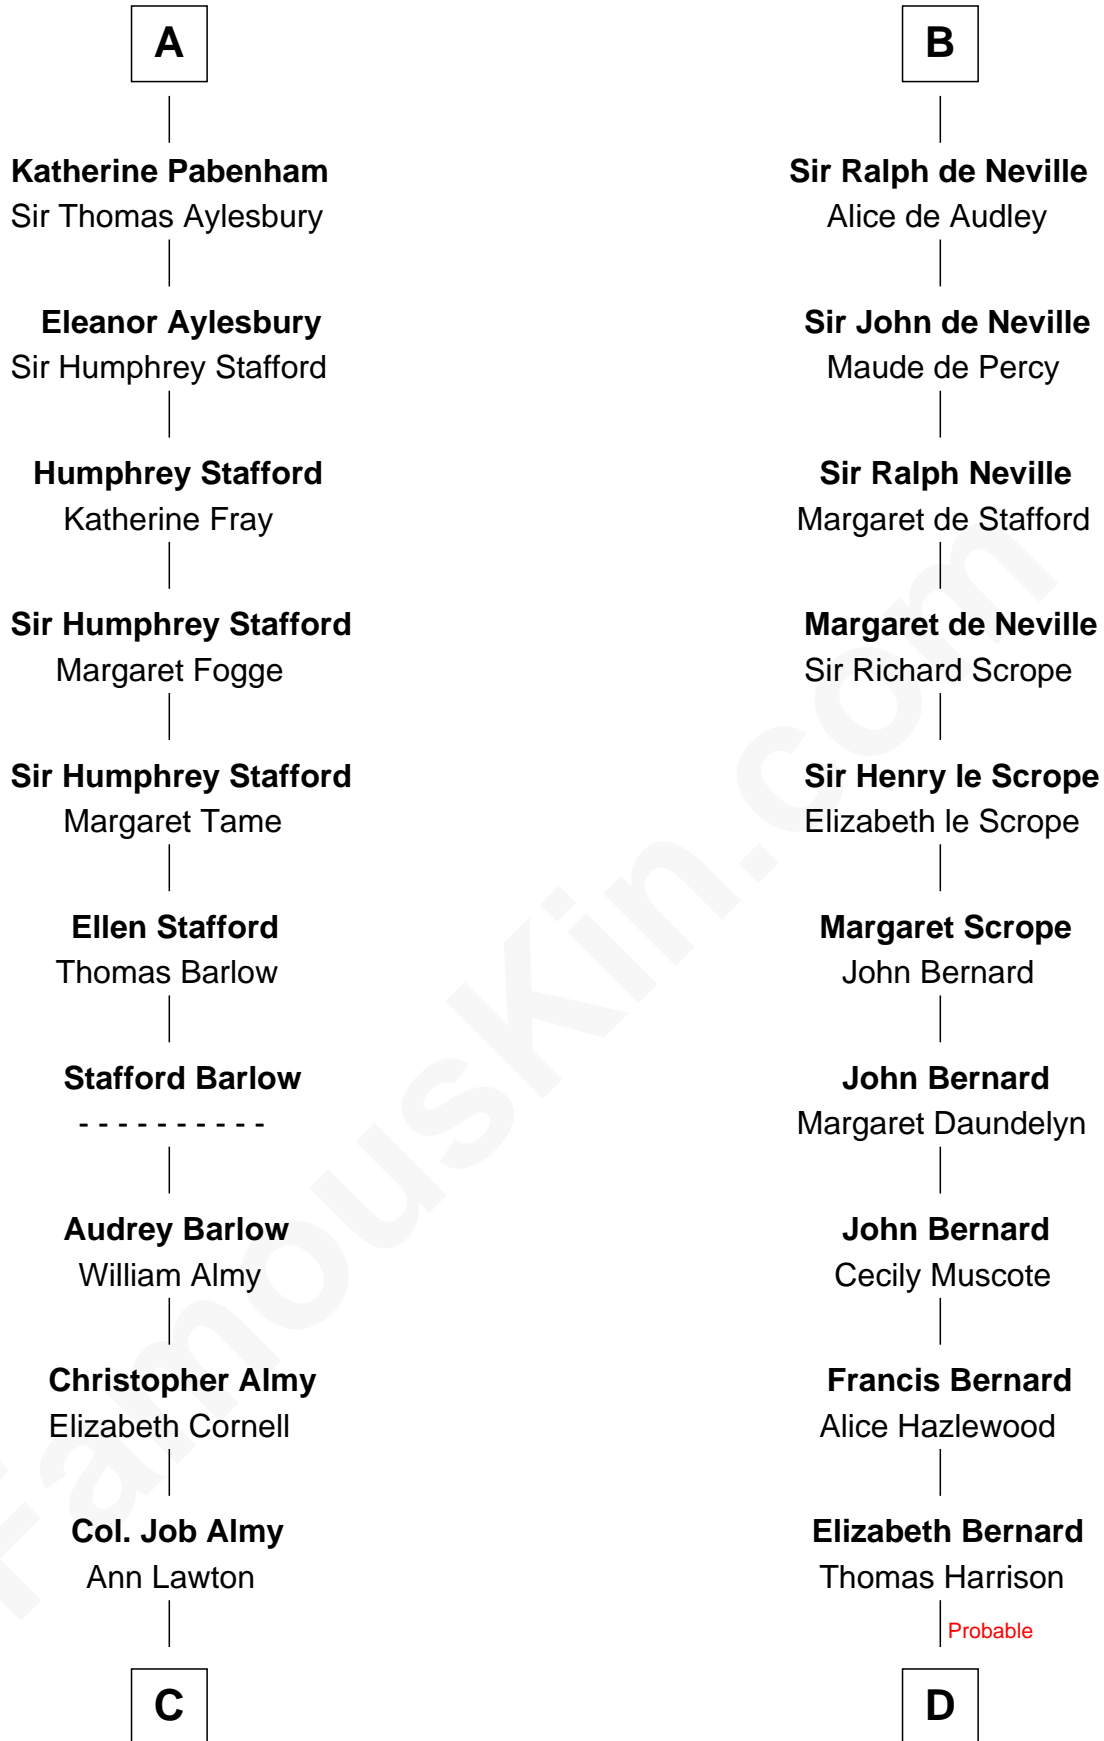 A
Katherine Pabenham
Sir Thomas Aylesbury
Eleanor Aylesbury
Sir Humphrey Stafford
Humphrey Stafford
Katherine Fray
Sir Humphrey Stafford
Margaret Fogge
Sir Humphrey Stafford
Margaret Tame
Ellen Stafford
Thomas Barlow
Stafford Barlow
- - - - - - - - - -
Audrey Barlow
William Almy
Christopher Almy
Elizabeth Cornell
Col. Job Almy
Ann Lawton
C
B
Sir Ralph de Neville
Alice de Audley
Sir John de Neville
Maude de Percy
Sir Ralph Neville
Margaret de Stafford
Margaret de Neville
Sir Richard Scrope
Sir Henry le Scrope
Elizabeth le Scrope
Margaret Scrope
John Bernard
John Bernard
Margaret Daundelyn
John Bernard
Cecily Muscote
Francis Bernard
Alice Hazlewood
Elizabeth Bernard
Thomas Harrison
Probable
D
FamousKin.com